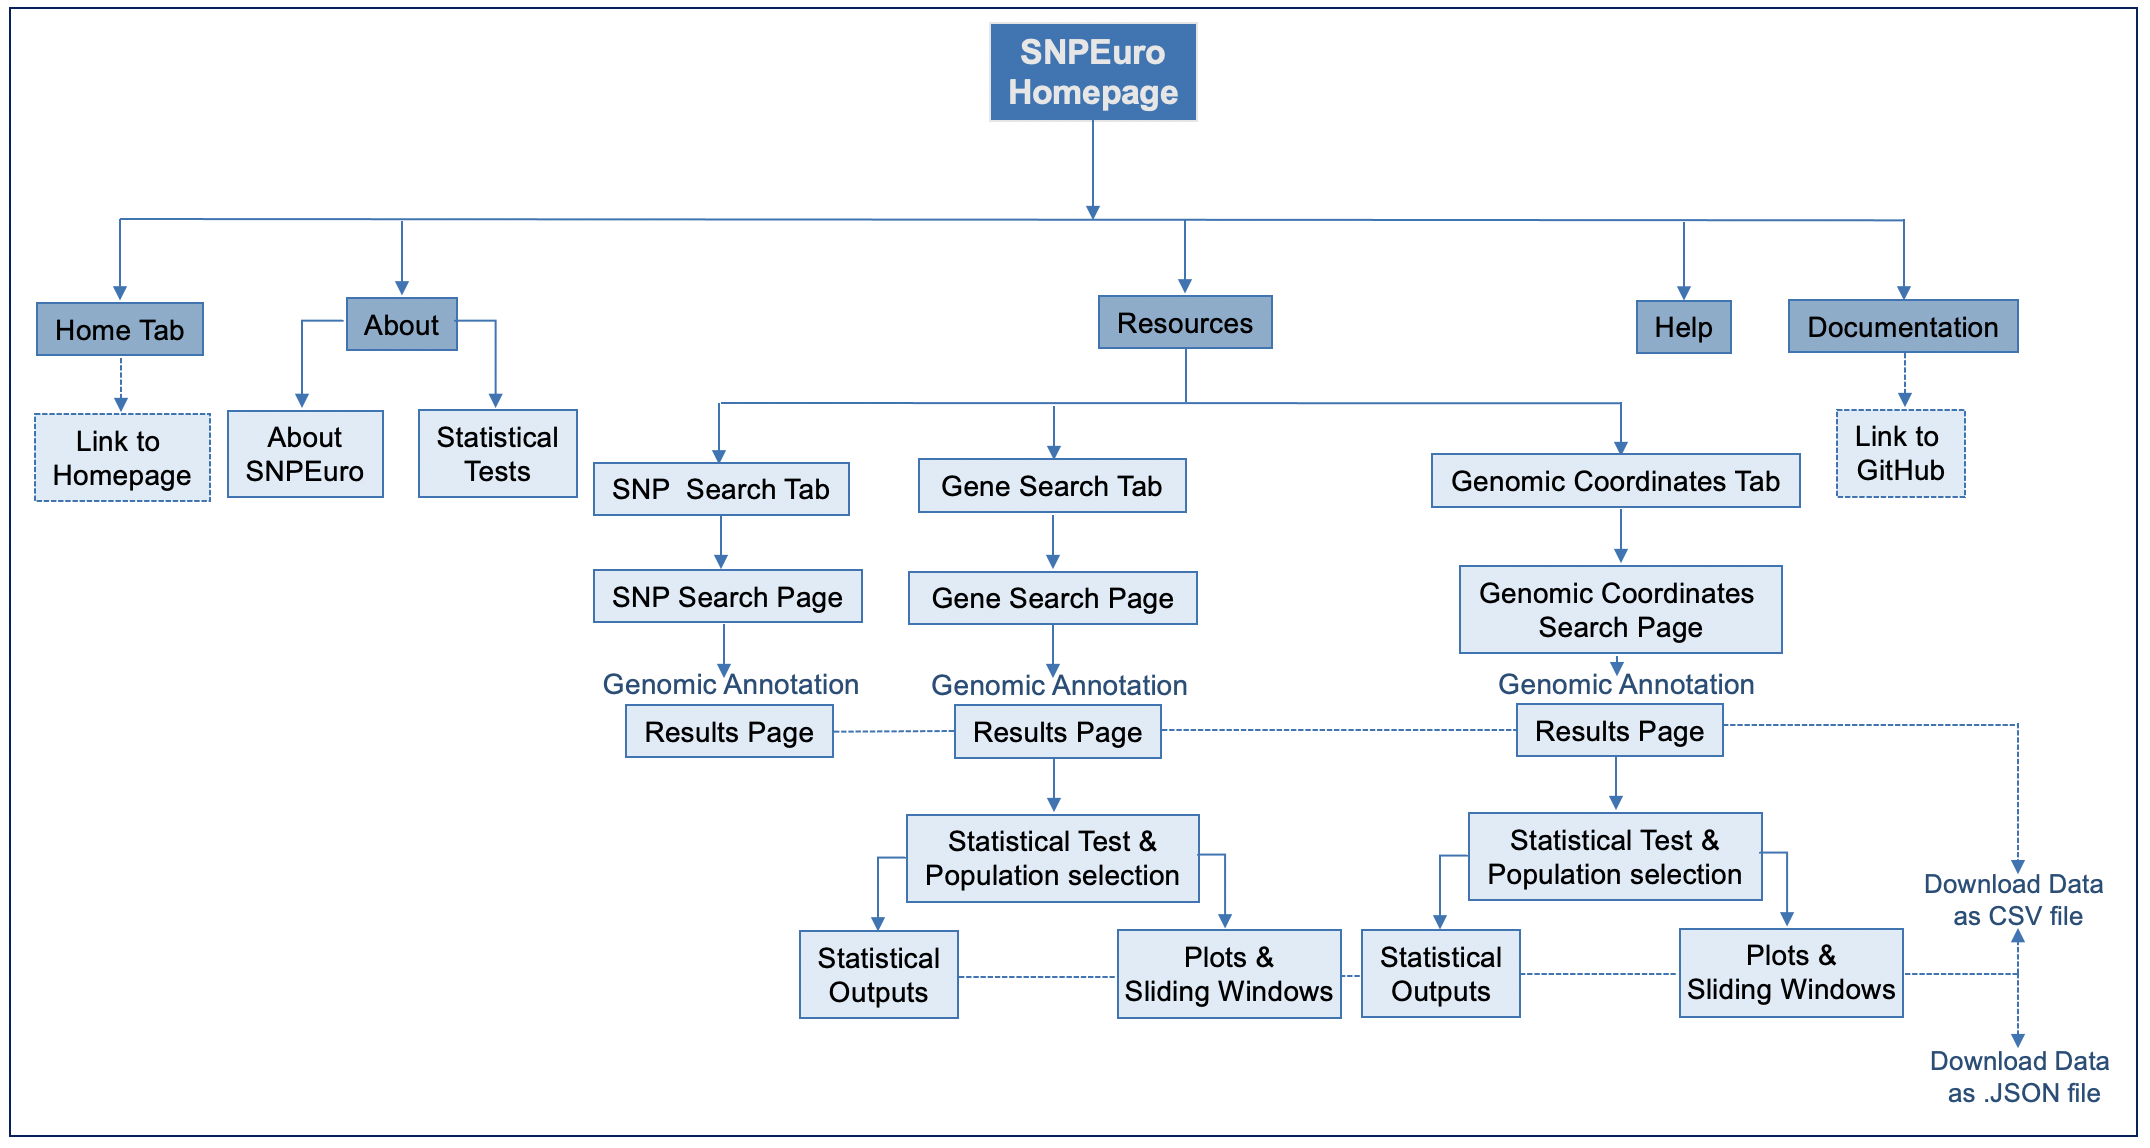 SNPEuro
Homepage
Home Tab
About
Resources
Help
Documentation
Link to
Homepage
About
SNPEuro
Statistical
Tests
SNP  Search Tab
Gene Search Tab
Genomic Coordinates Tab
Link to
GitHub
SNP Search Page
Gene Search Page
Genomic Coordinates
Search Page
Genomic Annotation
Genomic Annotation
Genomic Annotation
Results Page
Results Page
Results Page
Statistical Test &
Population selection
Statistical Test &
Population selection
Download Data
as CSV file
Statistical
Outputs
Plots &
Sliding Windows
Statistical
Outputs
Plots &
Sliding Windows
Download Data
as .JSON file